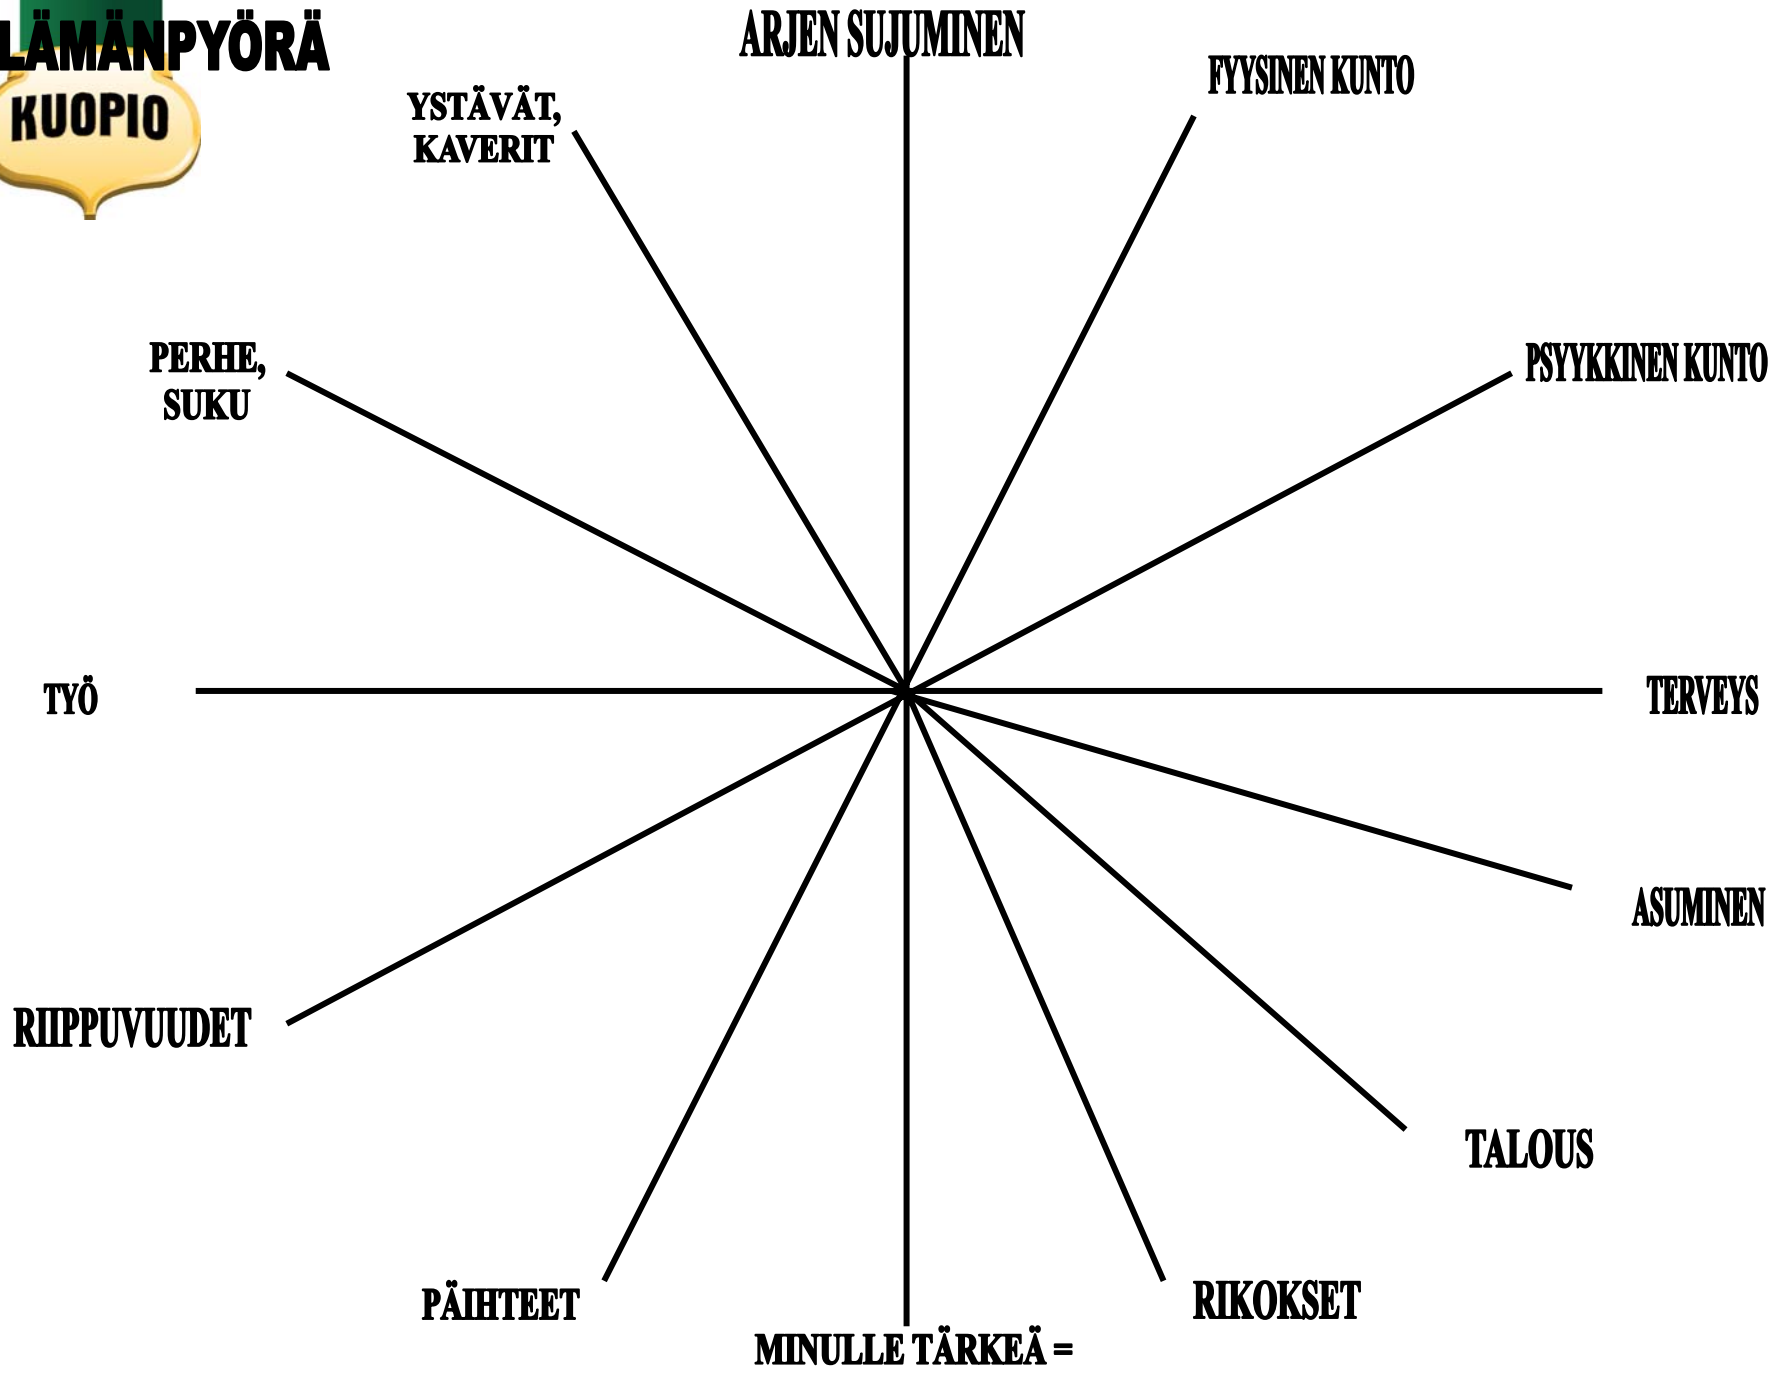 LÄMÄNPYÖRÄ
KUOPIO
ARJEN SUJUMINEN
FYYSINEN KUNTO
YSTÄVÄT,
KAVERIT
PSYYKKINEN KUNTO
PERHE,
SUKU
TYÖ
TERVEYS
ASUMINEN
RIIPPUVUUDET
TALOUS
PÄIHTEET
RIKOKSET
MINULLE TÄRKEÄ =